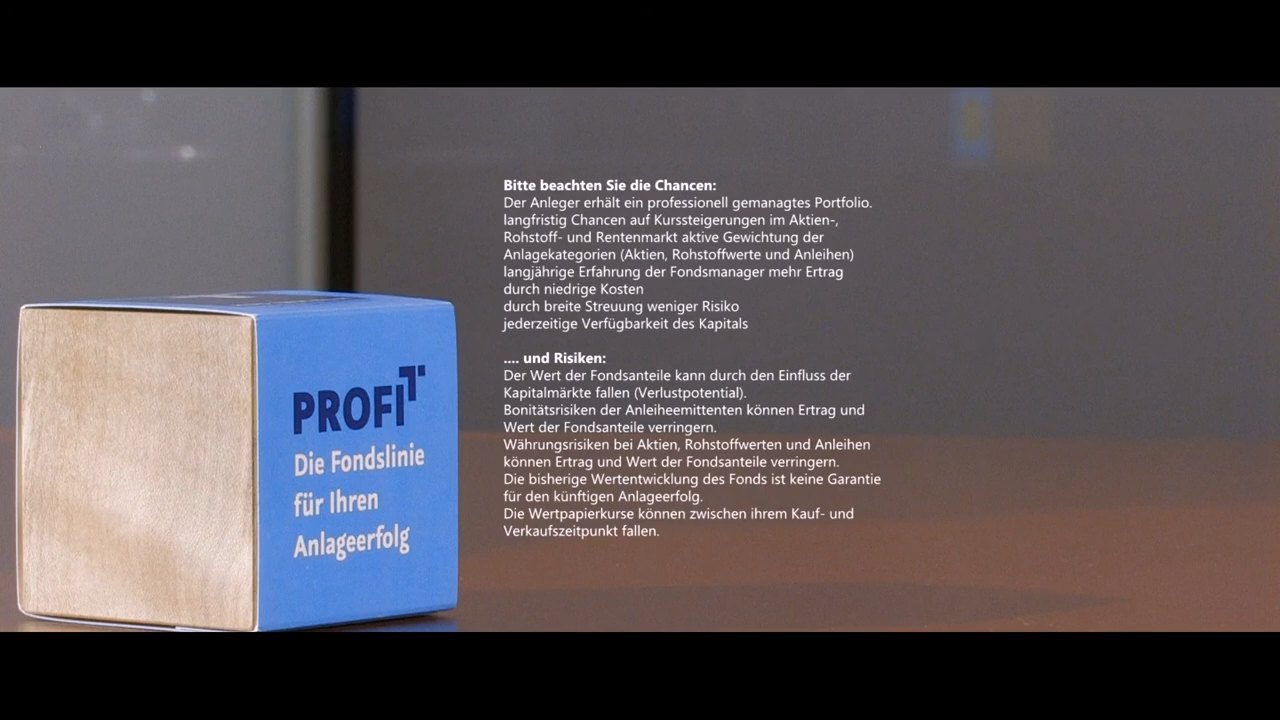 PROFIT
Die Fondslinie
für Ihren
Anlageerfolg
Bitte beachten Sie die Chancen:
Der Anleger erhält ein professionell gemanagtes Portfolio.
langfristig Chancen auf Kurssteigerungen im Aktien-,
Rohstoff- und Rentenmarkt aktive Gewichtung der
Anlagekategorien (Aktien, Rohstoffwerte und Anleihen)
langjährige Erfahrung der Fondsmanager mehr Ertrag
durch niedrige Kosten
durch breite Streuung weniger Risiko
jederzeitige Verfügbarkeit des Kapitals
.... und Risiken:
Der Wert der Fondsanteile kann durch den Einfluss der
Kapitalmärkte fallen (Verlustpotential).
Bonitätsrisiken der Anleiheemittenten können Ertrag und
Wert der Fondsanteile verringern.
Währungsrisiken bei Aktien, Rohstoffwerten und Anleihen
können Ertrag und Wert der Fondsanteile verringern.
Die bisherige Wertentwicklung des Fonds ist keine Garantie
für den künftigen Anlageerfolg.
Die Wertpapierkurse können zwischen ihrem Kauf- und
Verkaufszeitpunkt fallen.